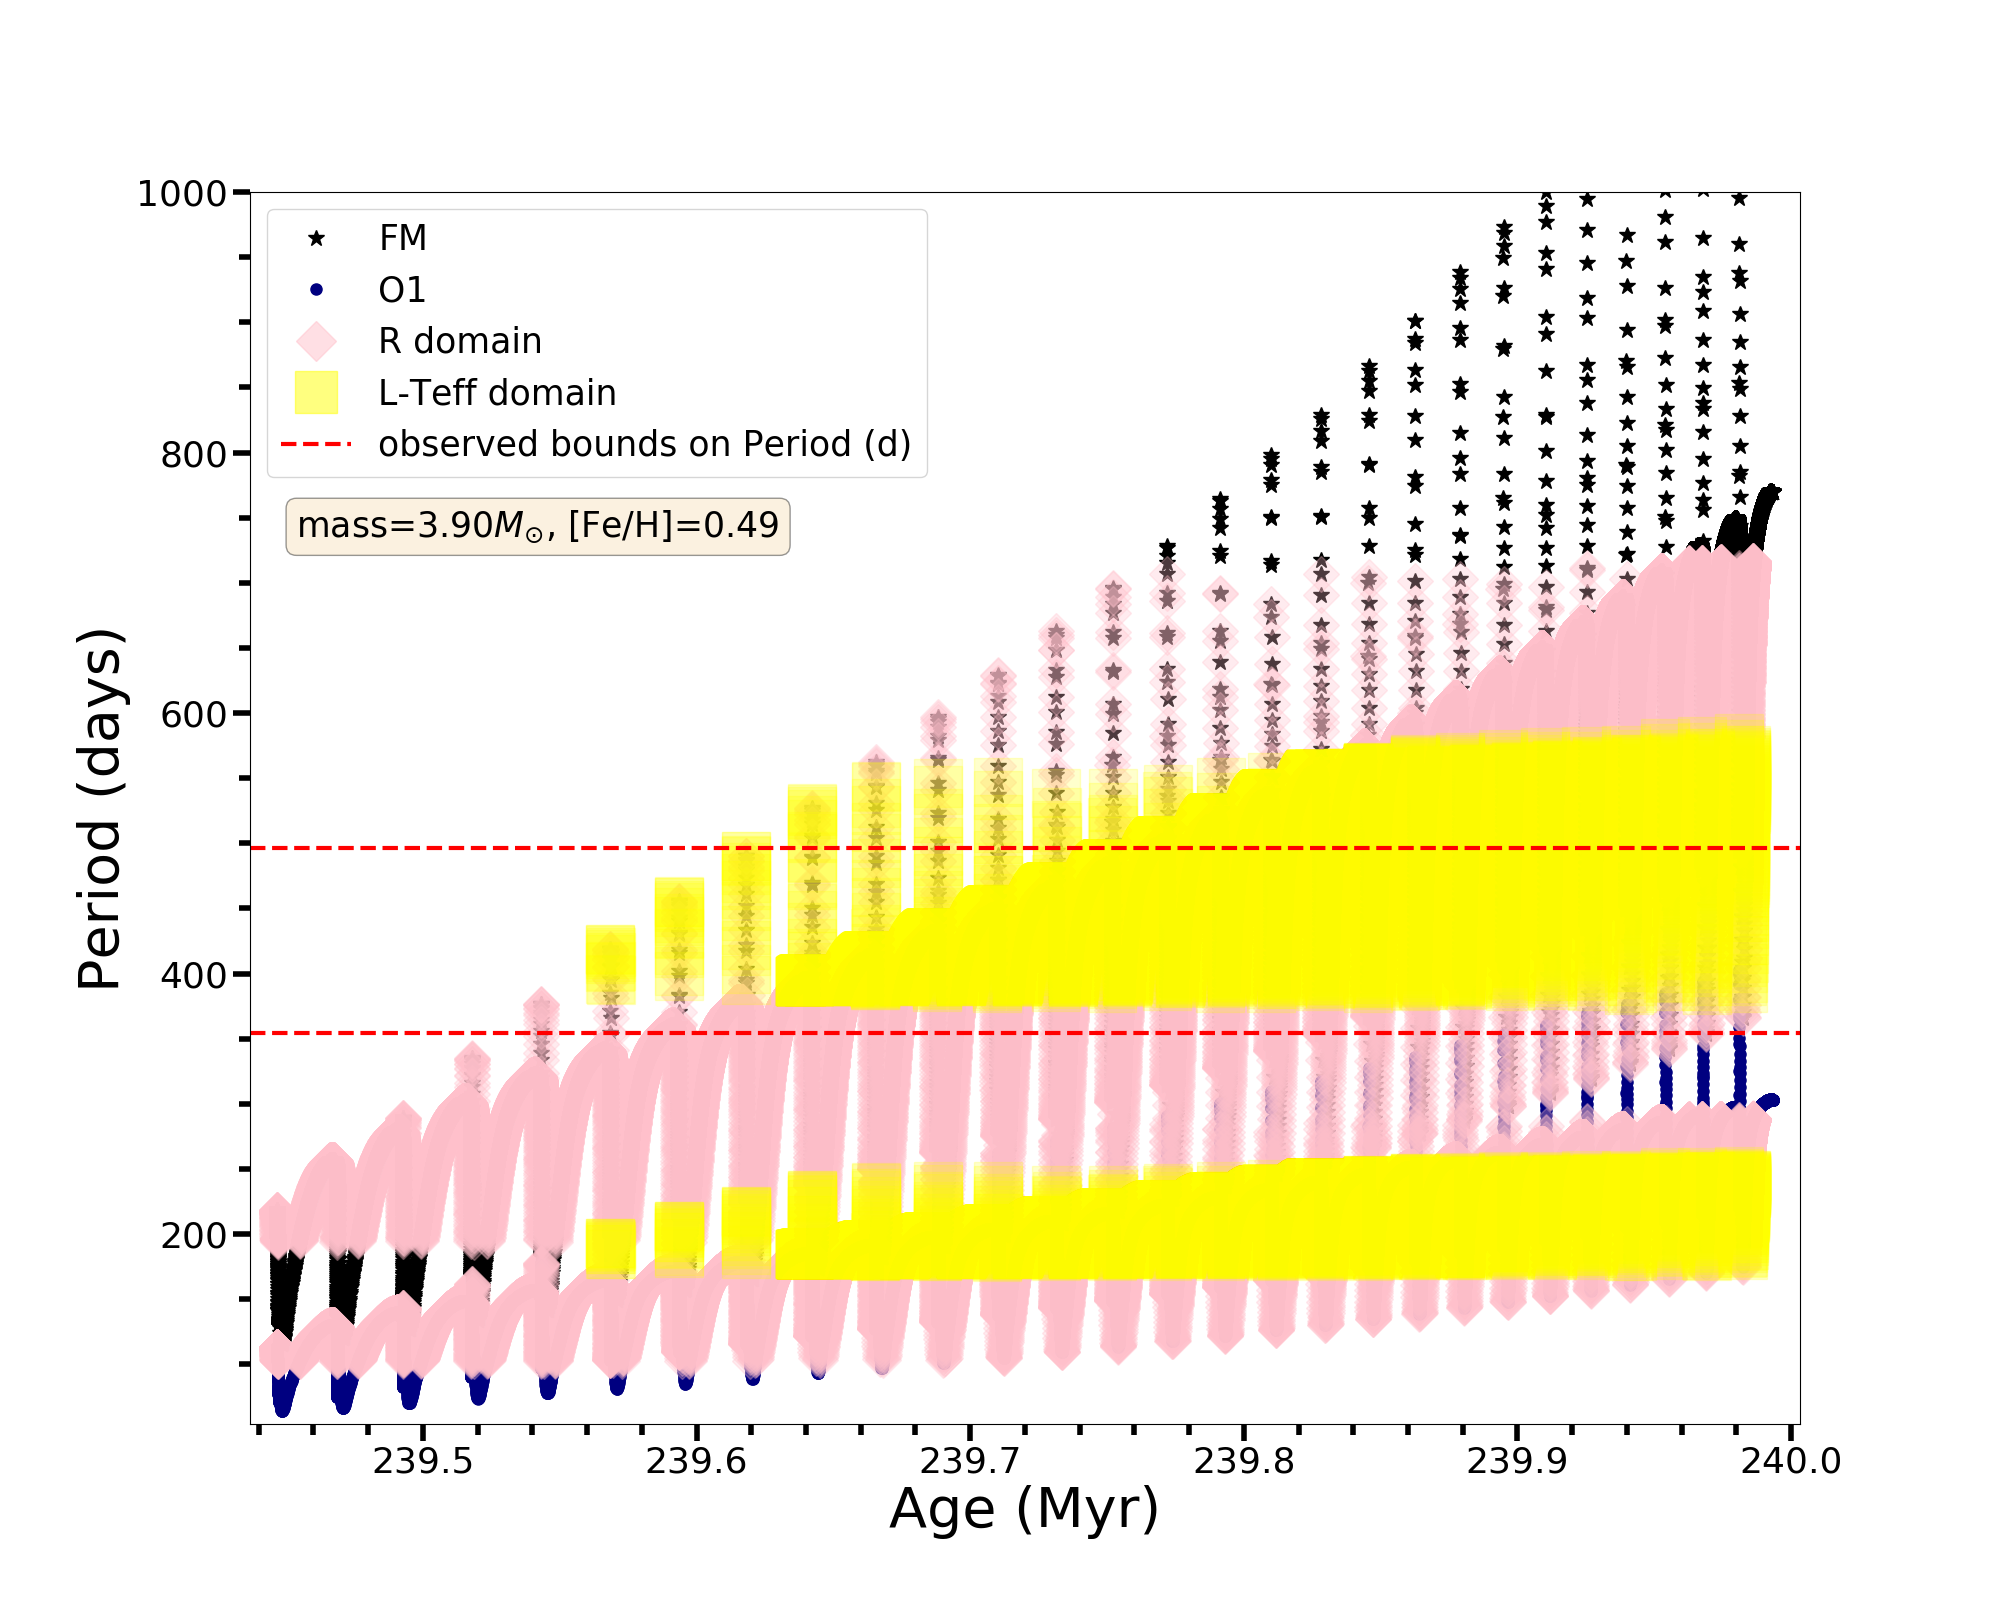 1000
800
600
400
200
Period (days)
FM
O1
R domain
L-Teff domain
observed bounds on Period (d)
mass=3.90M⊙, [Fe/H]=0.49
239.5 239.6 239.7 239.8 239.9 240.0
Age (Myr)